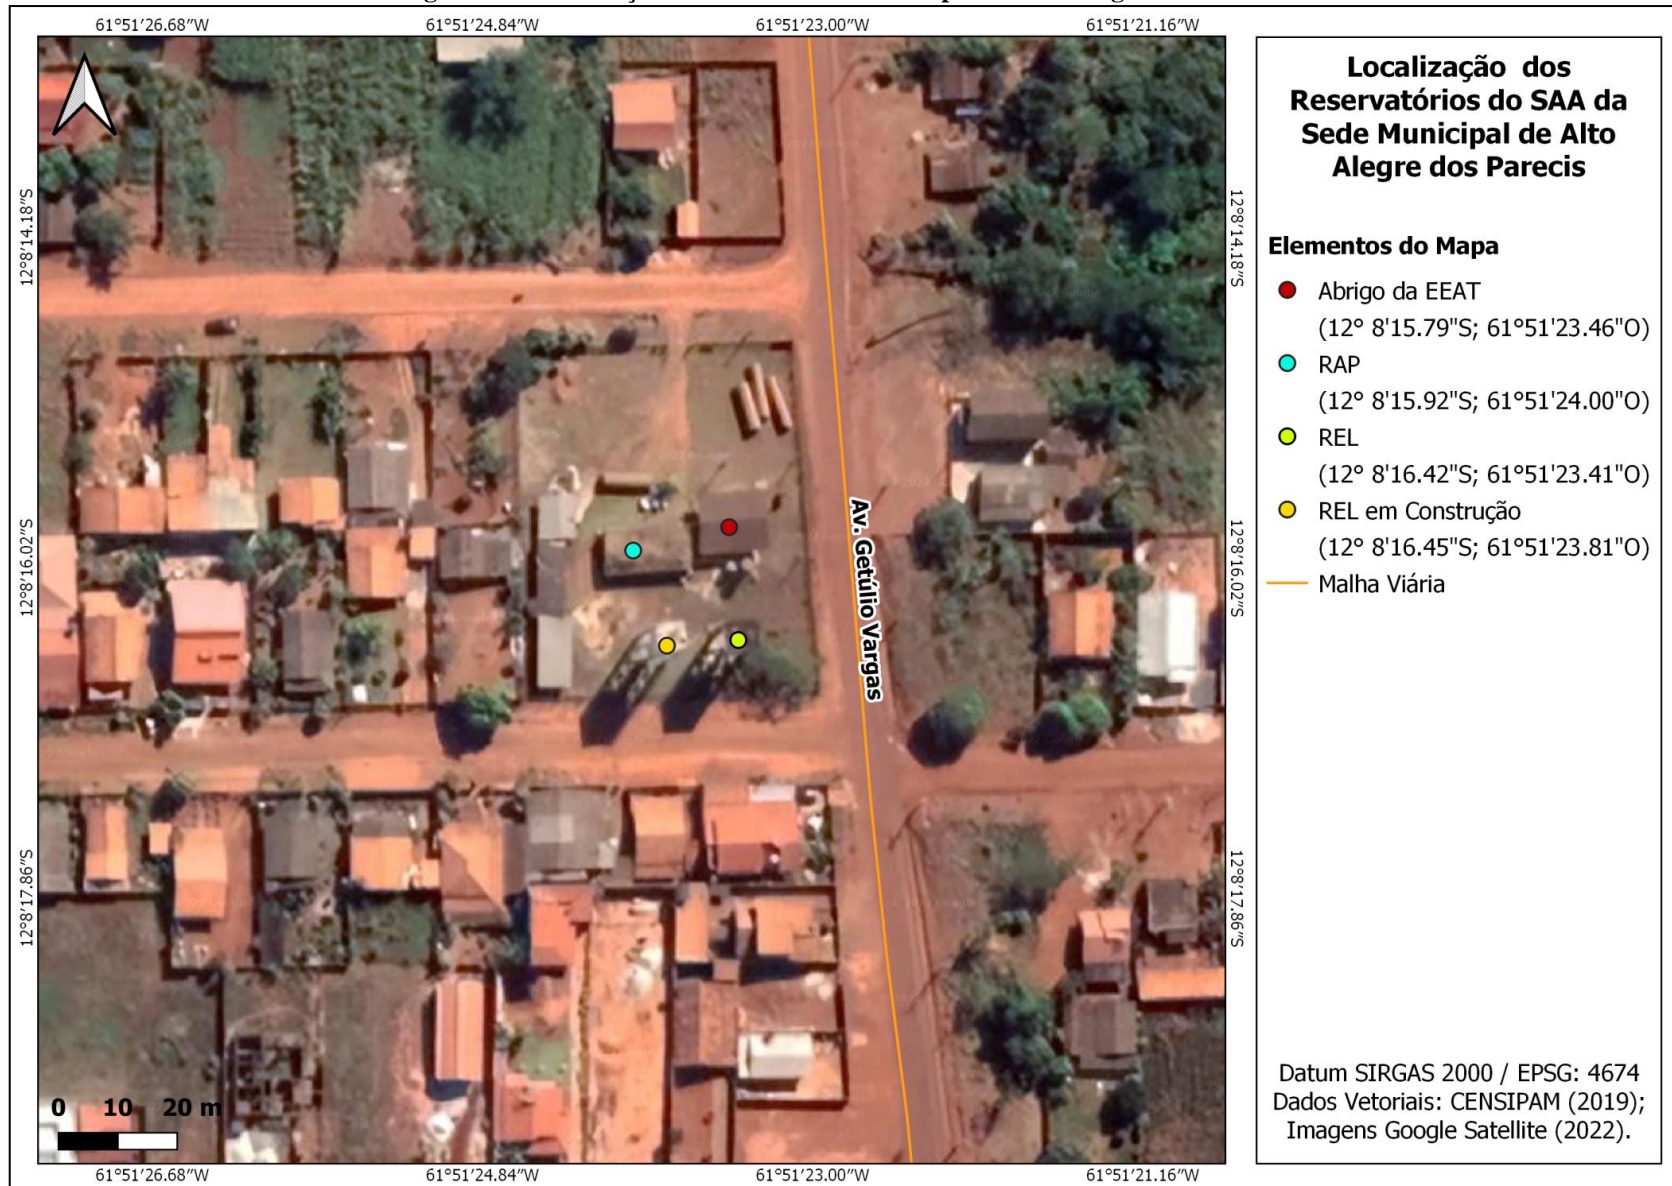 61°51'26.68"W 61°51'24.84"W 61°51'23.00"W 61°51'21.16"W
Localização dos
Reservatórios do SAA da
Sede Municipal de Alto
Alegre dos Parecis
12°8'14.18"S
12°8'14.18"S
Elementos do Mapa
Abrigo da EEAT
(12° 8'15.79"S; 61°51'23.46"O)
RAP
(12° 8'15.92"S; 61°51'24.00"O)
REL
(12° 8'16.42"S; 61°51'23.41"O)
REL em Construção
(12° 8'16.45"S; 61°51'23.81"O)
Malha Viária
12°8'16.02"S
Av. Getúlio Vargas
12°8'16.02"S
12°8'17.86"S
12°8'17.86"S
0 10 20 m
Datum SIRGAS 2000 / EPSG: 4674
Dados Vetoriais: CENSIPAM (2019);
Imagens Google Satellite (2022).
61°51'26.68"W 61°51'24.84"W 61°51'23.00"W 61°51'21.16"W